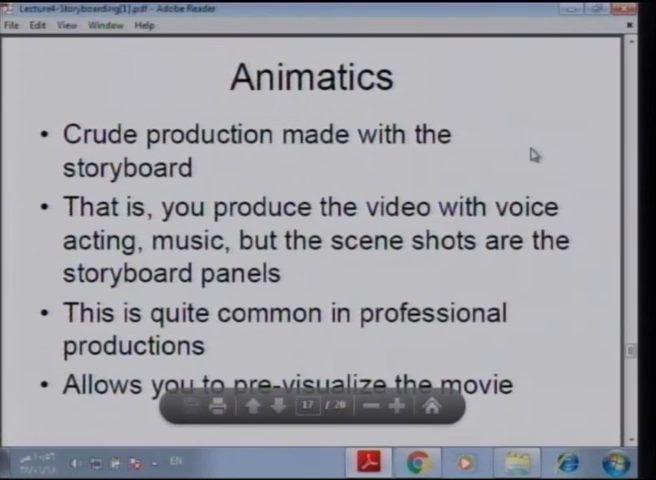 Lecture4-Storyboarding[1].pdf - Adobe Reader
File Edit View Window Help
Animatics
• Crude production made with the
storyboard
• That is, you produce the video with voice
acting, music, but the scene shots are the
storyboard panels
• This is quite common in professional
productions
• Allows you to pre-visualize the movie
17 / 20
EN